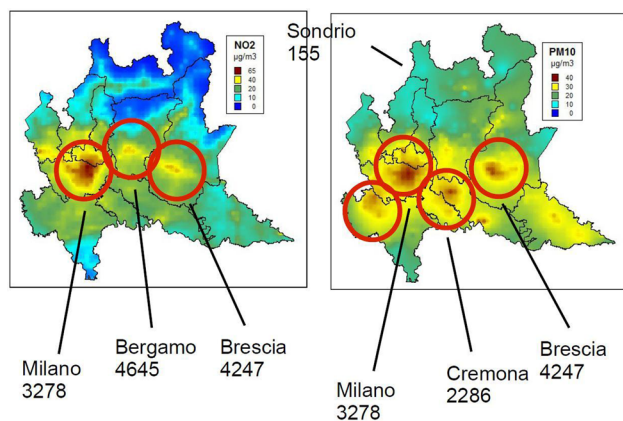 NO2
µg/m3
65
40
20
10
0
Sondrio
155
PM10
µg/m3
40
30
20
10
0
Milano
3278
Bergamo
4645
Brescia
4247
Milano
3278
Cremona
2286
Brescia
4247